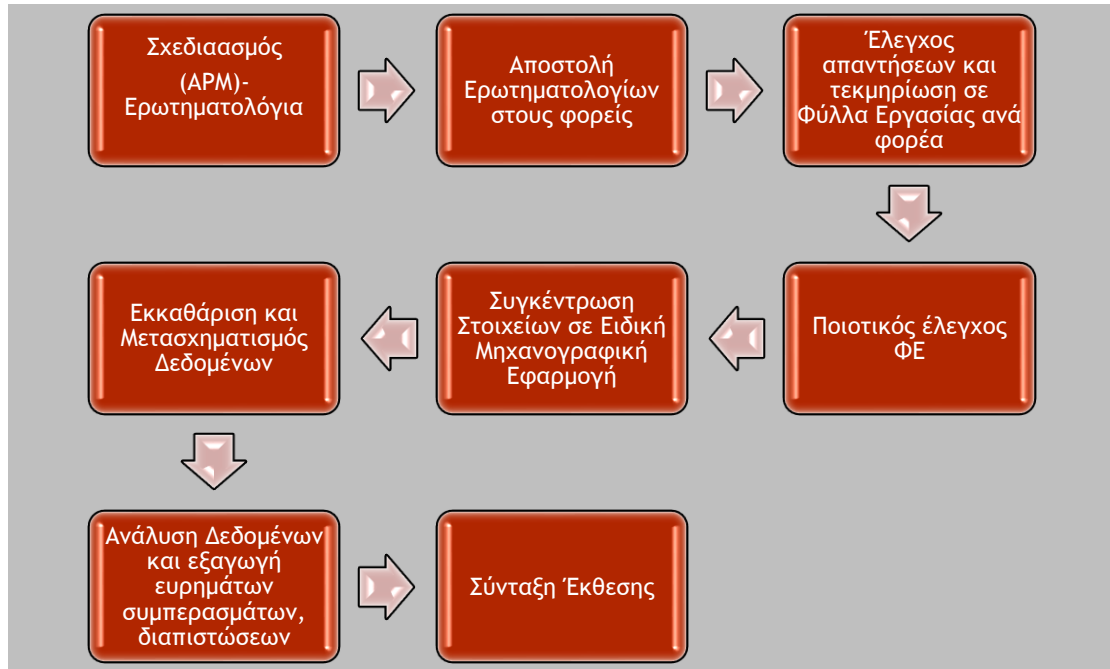 Σχεδιαασμός
(APM)-
Ερωτηματολόγια
Αποστολή
Ερωτηματολογίων
στους φορείς
Έλεγχος
απαντήσεων και
τεκμηρίωση σε
Φύλλα Εργασίας ανά
φορέα
Ποιοτικός έλεγχος
ΦΕ
Συγκέντρωση
Στοιχείων σε Ειδική
Μηχανογραφική
Εφαρμογή
Εκκαθάριση και
Μετασχηματισμός
Δεδομένων
Ανάλυση Δεδομένων
και εξαγωγή
ευρημάτων
συμπερασμάτων,
διαπιστώσεων
Σύνταξη Έκθεσης